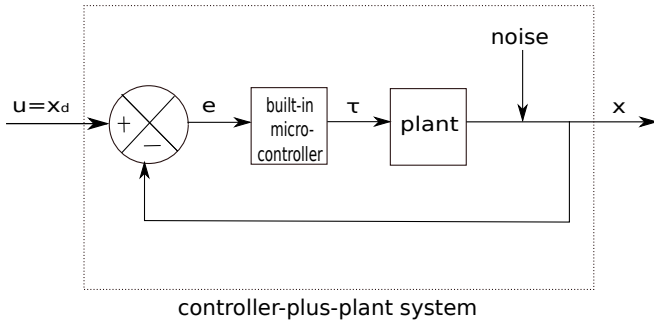 noise
u=xd
+
−
e
built-in
micro-
controller
τ
plant
x
controller-plus-plant system